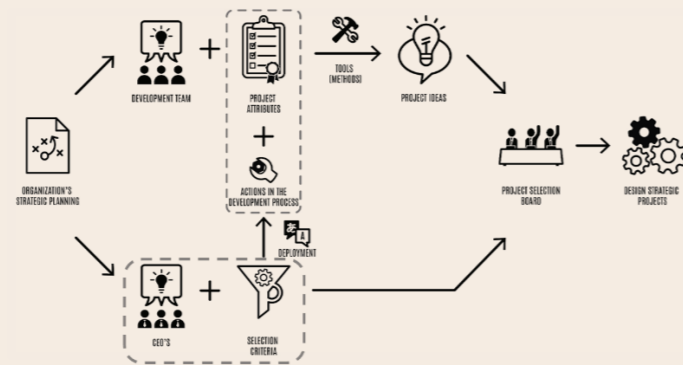 DEVELOPMENT TEAM
PROJECT
ATTRIBUTES
TOOLS
(METHODS)
PROJECT IDEAS
ORGANIZATION'S
STRATEGIC PLANNING
ACTIONS IN THE
DEVELOPMENT PROCESS
PROJECT SELECTION
BOARD
DESIGN STRATEGIC
PROJECTS
A
DEPLOYMENT
CEO'S
SELECTION
CRITERIA